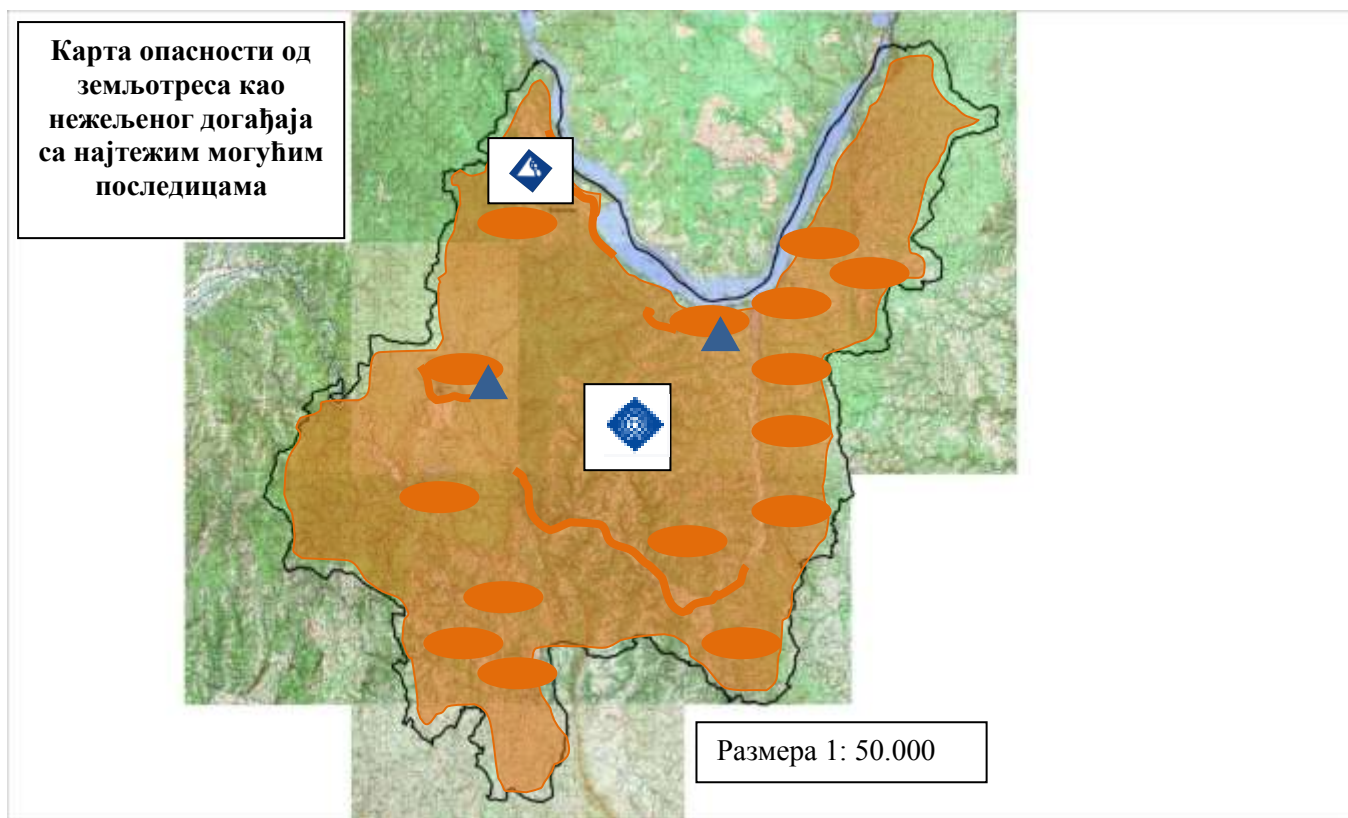 Карта опасности од
земљотреса као
нежељеног догађаја
са најтежим могућим
последицама
Размера 1: 50.000